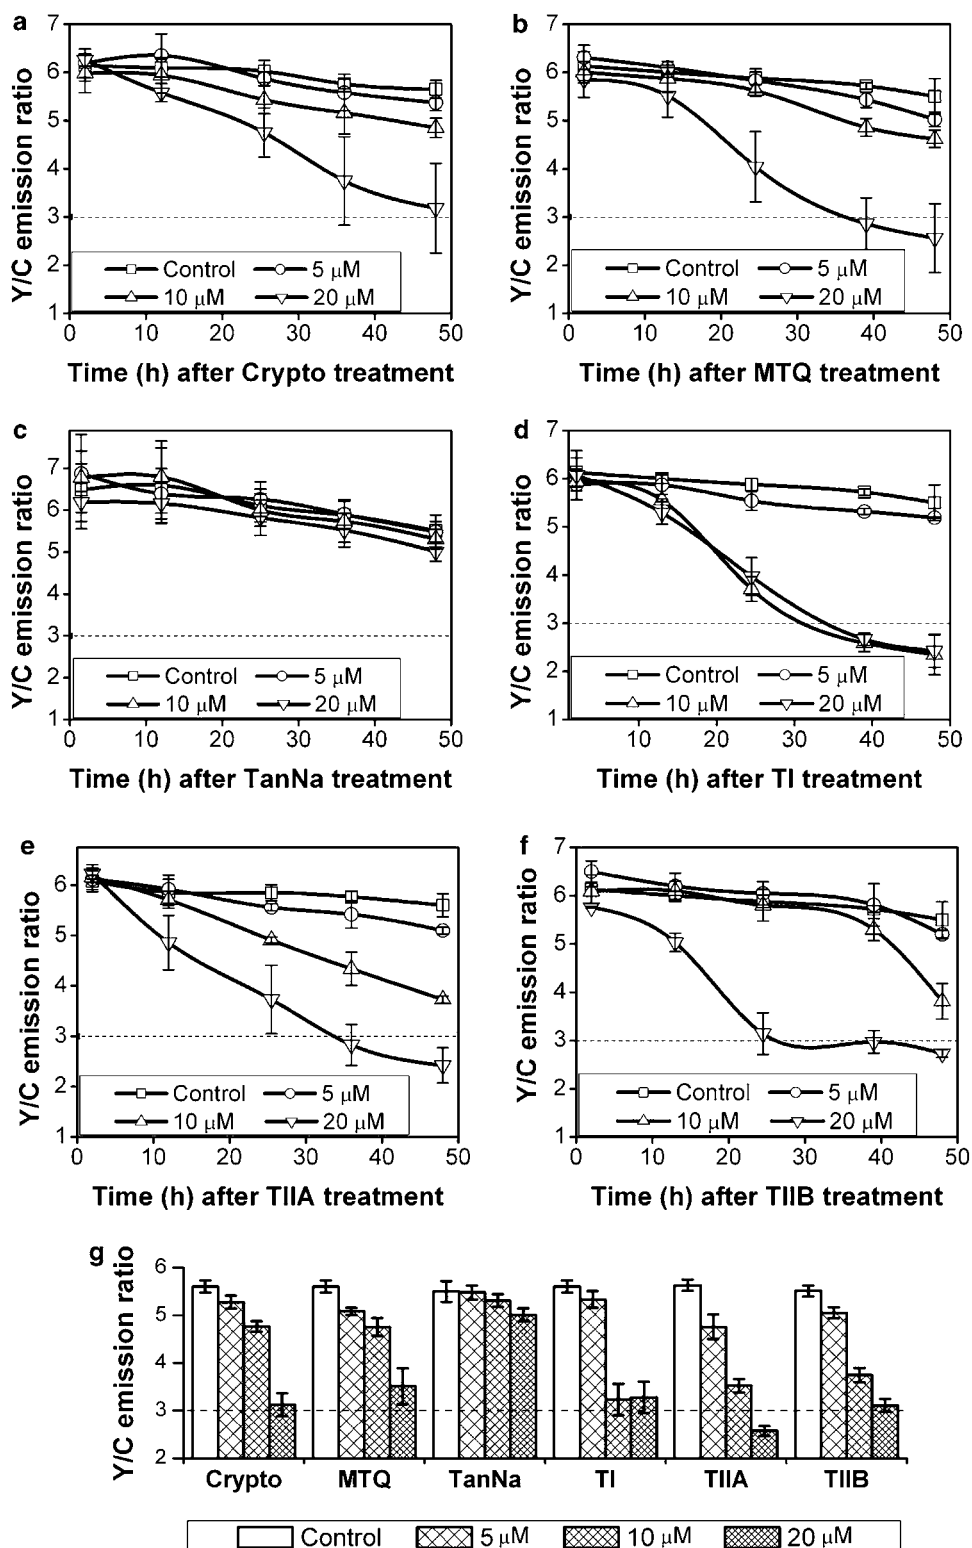 a
Y/C emission ratio
7
6
5
4
3
2
1
Control
5 μM
10 μM
20 μM
0 10 20 30 40 50
Time (h) after Crypto treatment
b
Y/C emission ratio
7
6
5
4
3
2
1
Control
5 μM
10 μM
20 μM
0 10 20 30 40 50
Time (h) after MTQ treatment
c
Y/C emission ratio
7
6
5
4
3
2
1
Control
5 μM
10 μM
20 μM
0 10 20 30 40 50
Time (h) after TanNa treatment
d
Y/C emission ratio
7
6
5
4
3
2
1
Control
5 μM
10 μM
20 μM
10 20 30 40 50
Time (h) after TI treatment
e
Y/C emission ratio
6
5
4
3
2
1
Control
5 μM
10 μM
20 μM
0 10 20 30 40 50
Time (h) after TIIA treatment
f
Y/C emission ratio
7
6
5
4
3
2
1
Control
5 μM
10 μM
20 μM
0 10 20 30 40 50
Time (h) after TIIB treatment
g
Y/C emission ratio
6
5
4
3
2
Crypto MTQ TanNa TI TIIA TIIB
Control 5 μM 10 μM 20 μM